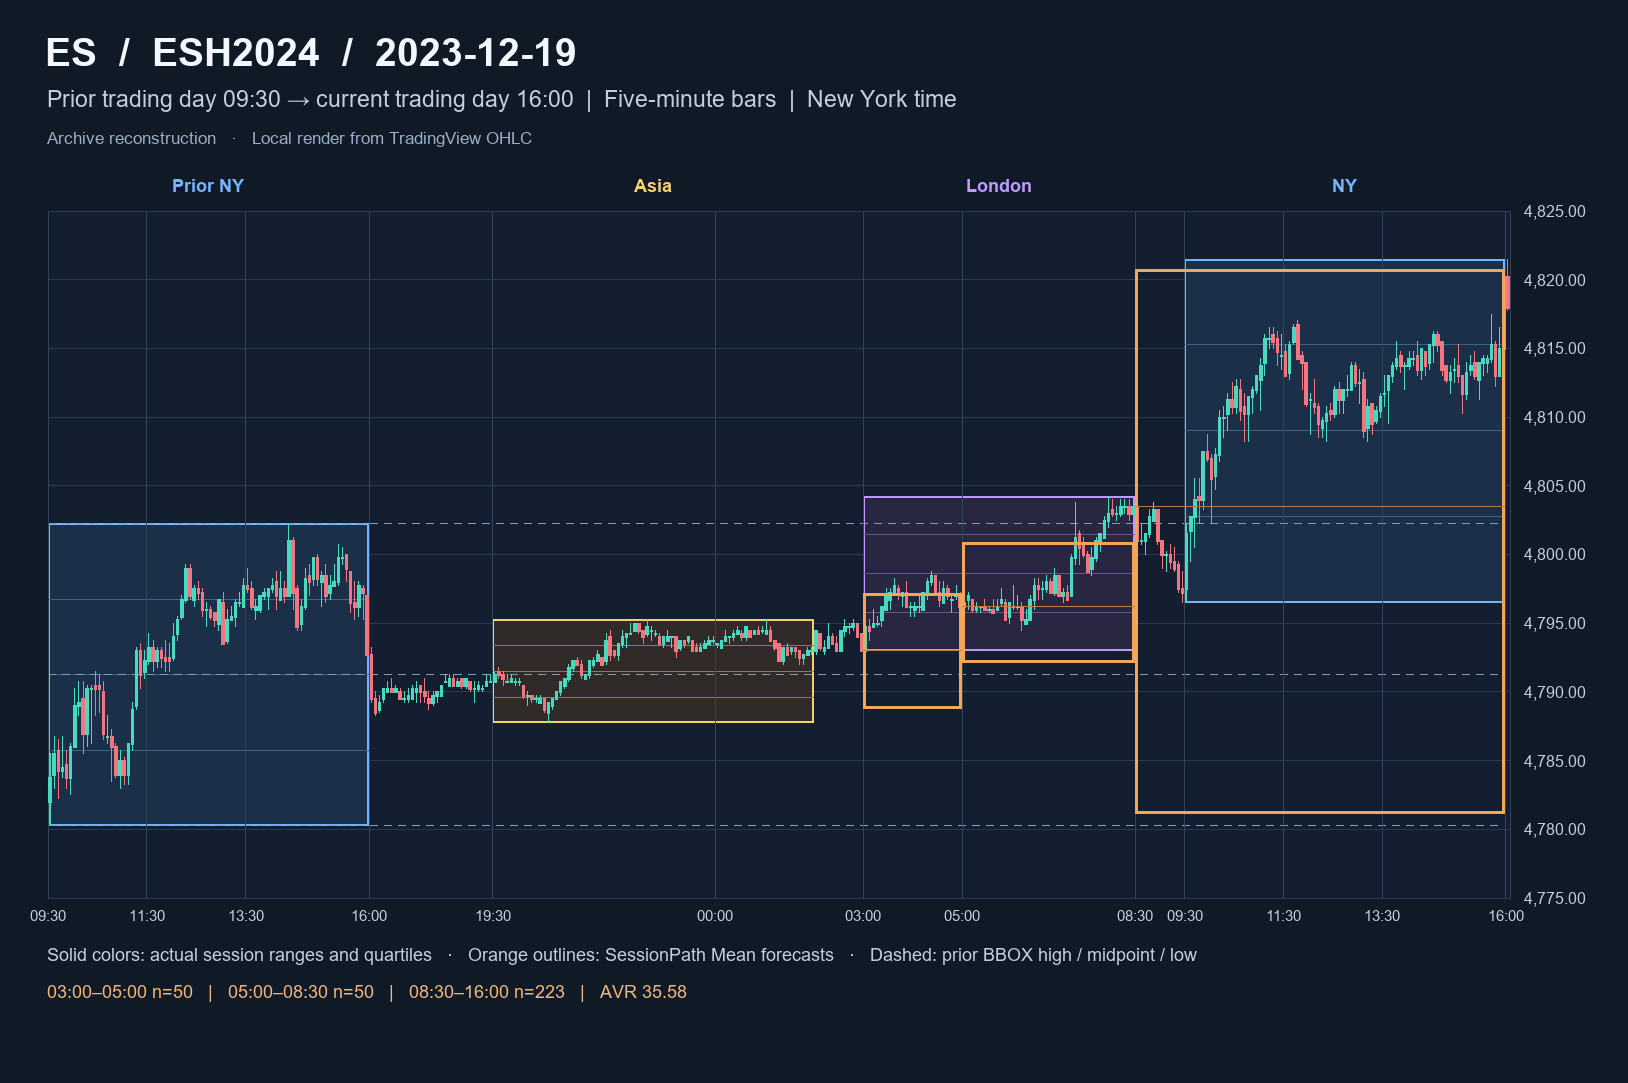 ES / ESH2024 / 2023-12-19
Prior trading day 09:30 → current trading day 16:00 | Five-minute bars | New York time
Archive reconstruction · Local render from TradingView OHLC
Prior NY Asia London NY
4,825.00
4,820.00
4,815.00
4,810.00
4,805.00
4,800.00
4,795.00
4,790.00
4,785.00
4,780.00
4,775.00
09:30 11:30 13:30 16:00 19:30 00:00 03:00 05:00 08:30 09:30 11:30 13:30 16:00
Solid colors: actual session ranges and quartiles · Orange outlines: SessionPath Mean forecasts · Dashed: prior BBOX high / midpoint / low
03:00–05:00 n=50 | 05:00–08:30 n=50 | 08:30–16:00 n=223 | AVR 35.58